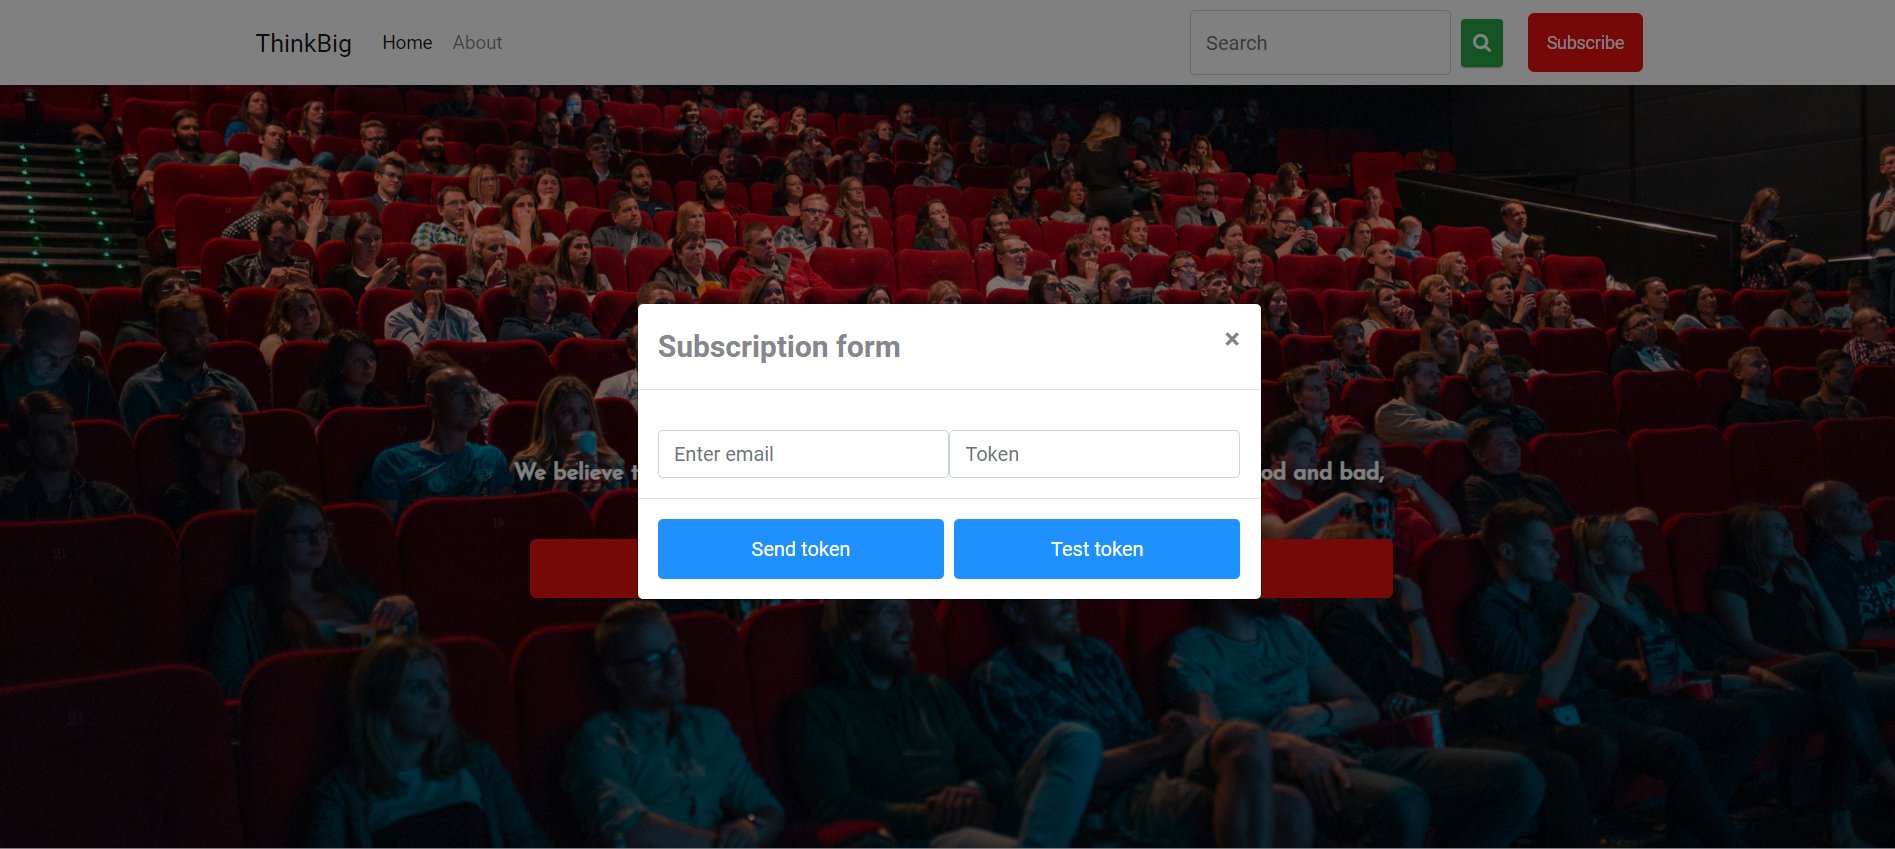 ThinkBig Home About Search Subscribe
Subscription form ×
Enter email Token
We believe od and bad,
Send token Test token